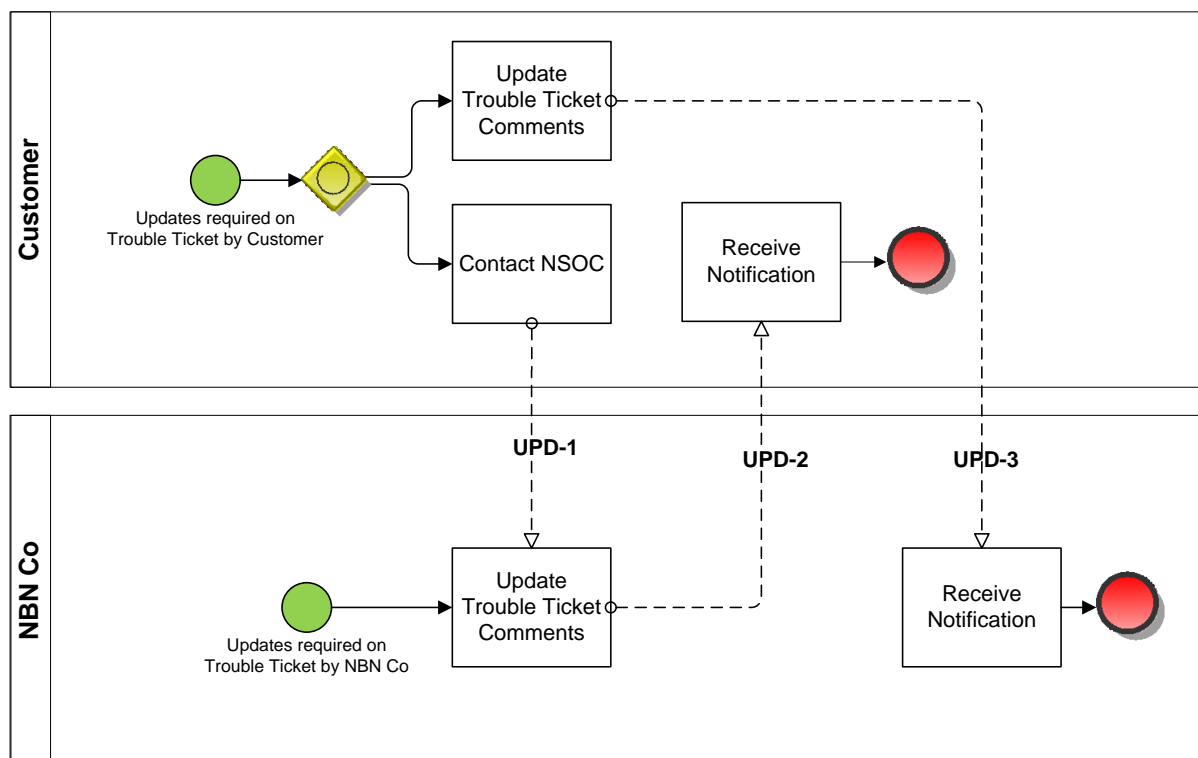 Customer
Update
Trouble Ticket
Comments
Updates required on
Trouble Ticket by Customer
Contact NSOC
Receive
Notification
NBN Co
UPD-1
UPD-2
UPD-3
Update
Trouble Ticket
Comments
Receive
Notification
Updates required on
Trouble Ticket by NBN Co